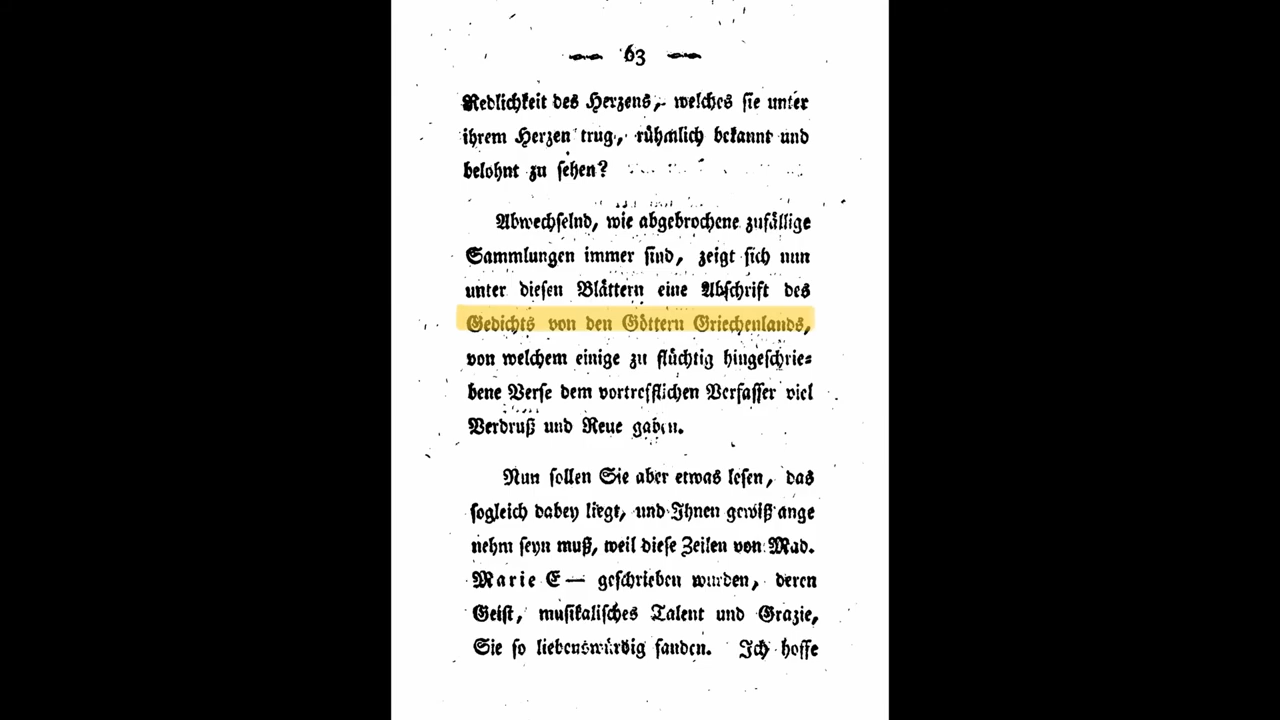 63
Redlichkeit des Herzens, welches sie unter
ihrem Herzen trug, rühmlich bekannt und
belohnt zu sehen?
Abwechselnd, wie abgebrochene zufällige
Sammlungen immer sind, zeigt sich nun
unter diesen Blättern eine Abschrift des
Gedichts von den Göttern Griechenlands,
von welchem einige zu flüchtig hingeschrie=
bene Verse dem vortrefflichen Verfasser viel
Verdruß und Reue gaben.
Nun sollen Sie aber etwas lesen, das
sogleich dabey liegt, und Ihnen gewiß ange
nehm seyn muß, weil diese Zeilen von Mad.
Marie E— geschrieben wurden, deren
Geist, musikalisches Talent und Grazie,
Sie so liebenswürdig fanden. Ich hoffe